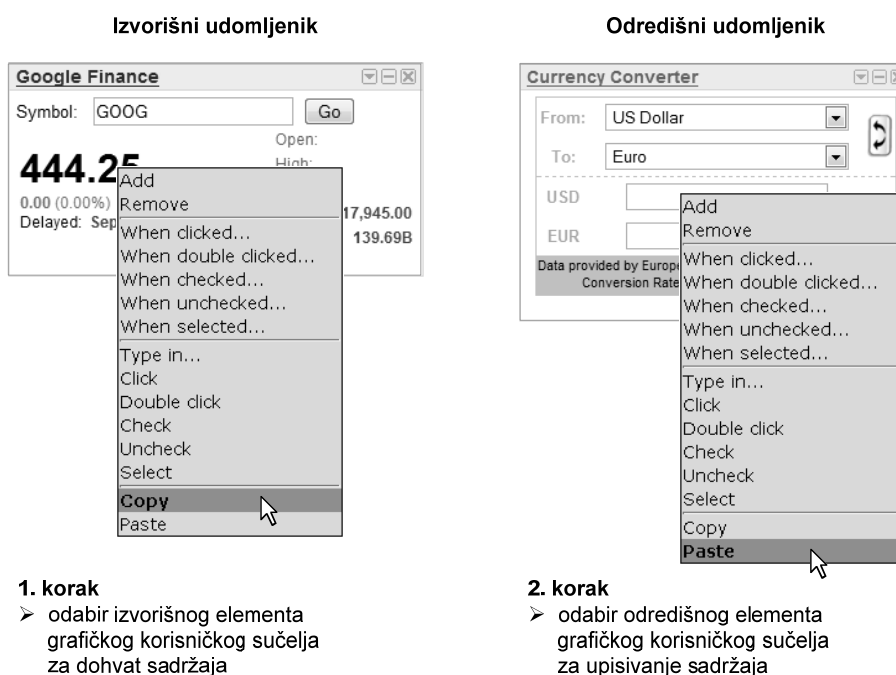 Izvorišni udomljenik
Google Finance
Symbol: GOOG Go
Open:
High:
444.25
0.00 (0.00%)
Delayed: Sep
17,945.00
139.69B
Add
Remove
When clicked...
When double clicked...
When checked...
When unchecked...
When selected...
Type in...
Click
Double click
Check
Uncheck
Select
Copy
Paste
1. korak
➢ odabir izvorišnog elementa
grafičkog korisničkog sučelja
za dohvat sadržaja
Odredišni udomljenik
Currency Converter
From: US Dollar
To: Euro
USD
EUR
Data provided by Europe
Conversion Rate
Add
Remove
When clicked...
When double clicked...
When checked...
When unchecked...
When selected...
Type in...
Click
Double click
Check
Uncheck
Select
Copy
Paste
2. korak
➢ odabir odredišnog elementa
grafičkog korisničkog sučelja
za upisivanje sadržaja